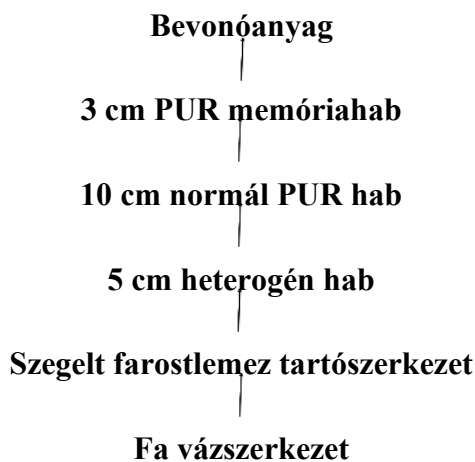 Bevonóanyag
3 cm PUR memóriahab
10 cm normál PUR hab
5 cm heterogén hab
Szegelt farostlemez tartószerkezet
Fa vázszerkezet